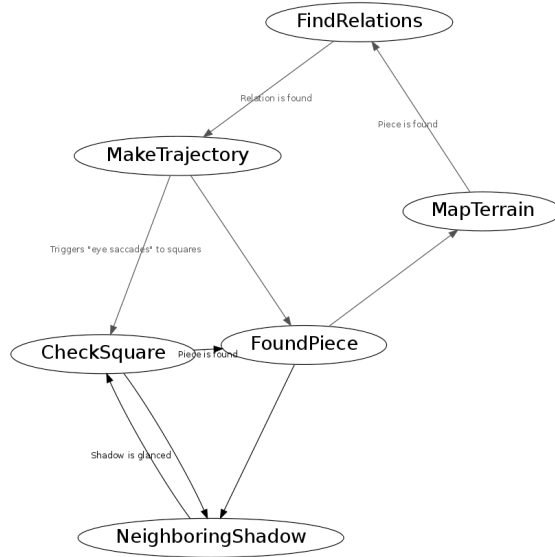 FindRelations
Relation is found
Piece is found
MakeTrajectory
MapTerrain
Triggers "eye saccades" to squares
FoundPiece
CheckSquare
Piece is found
Shadow is glanced
NeighboringShadow